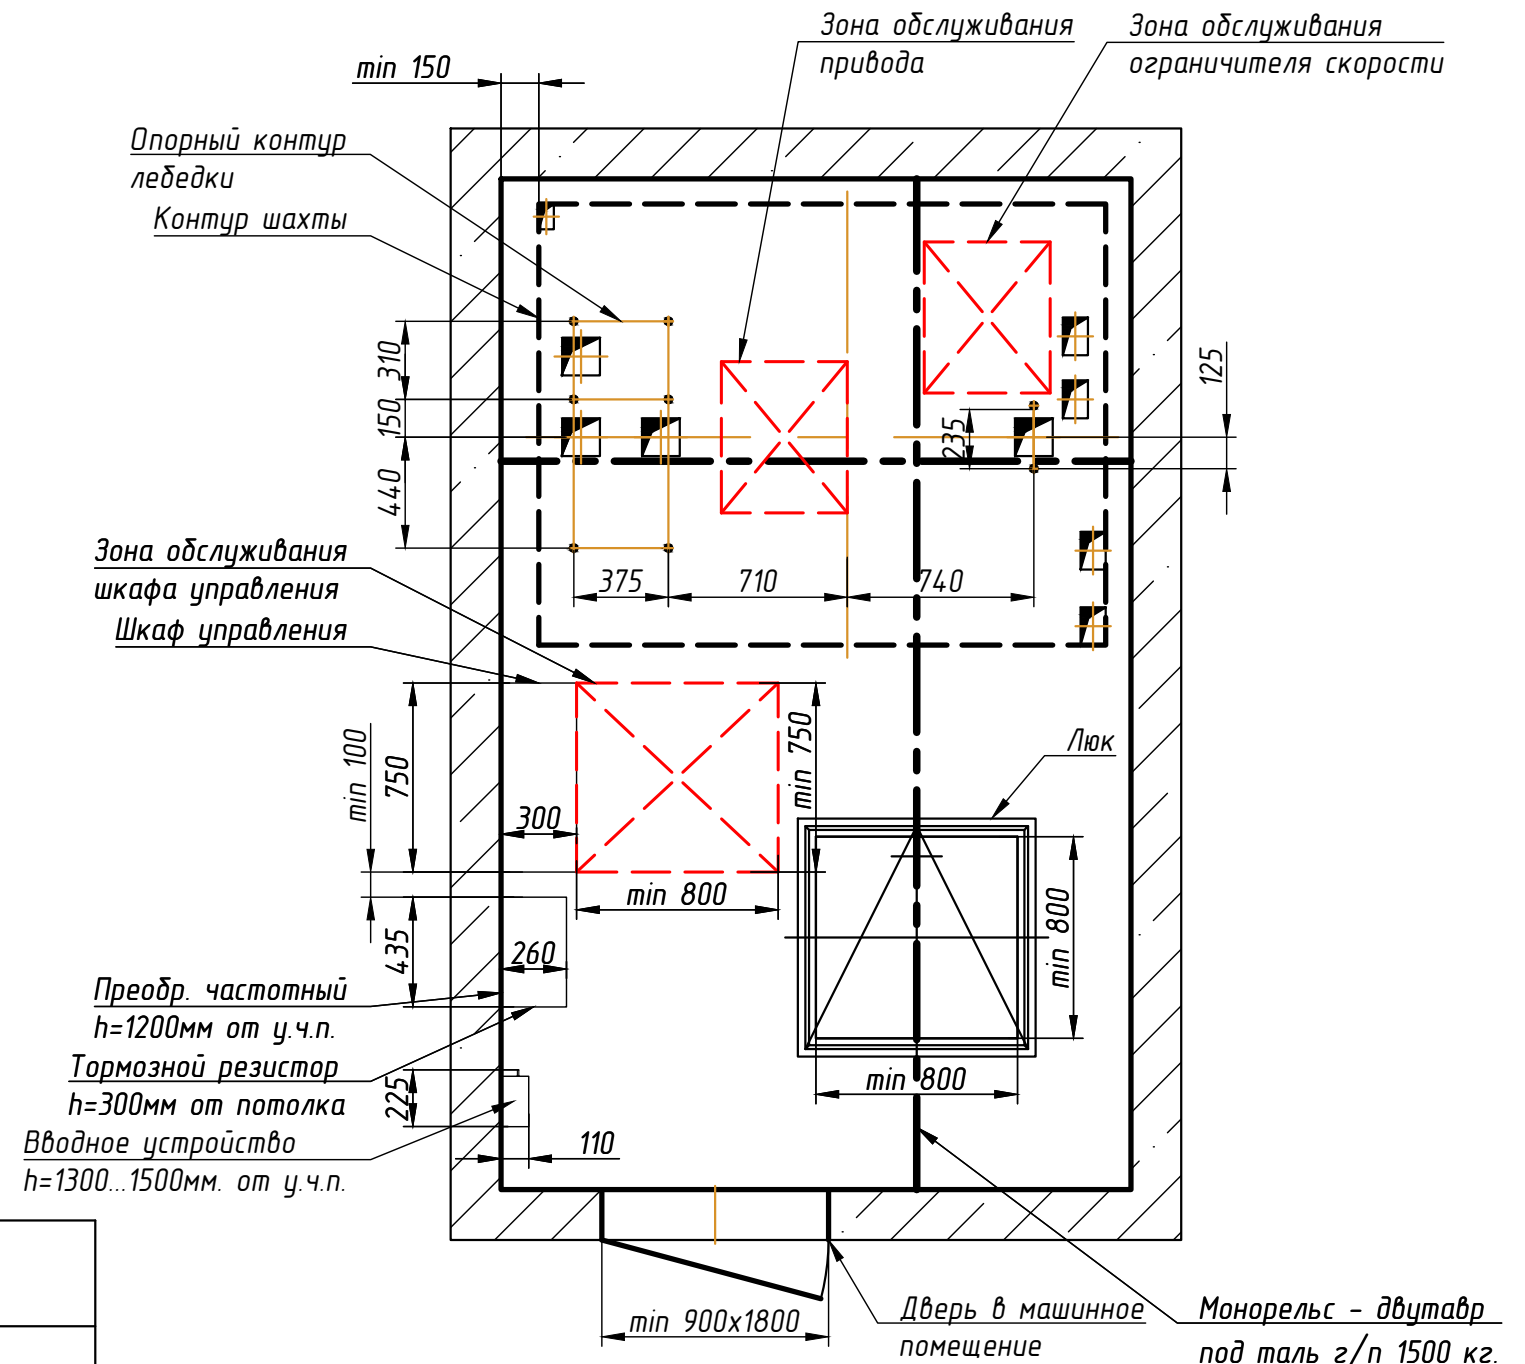 Зона обслуживания
привода
Зона обслуживания
ограничителя скорости
min 150
Опорный контур
лебедки
Контур шахты
310
150
440
125
235
Зона обслуживания
шкафа управления
Шкаф управления
375
710
740
min 100
750
min 750
Люк
300
min 800
min 800
435
260
Преобр. частотный
h=1200мм от у.ч.п.
Тормозной резистор
h=300мм от потолка
min 800
225
Вводное устройство
h=1300...1500мм. от у.ч.п.
110
min 900x1800
Дверь в машинное
помещение
Монорельс - двутавр
под таль г/п 1500 кг.